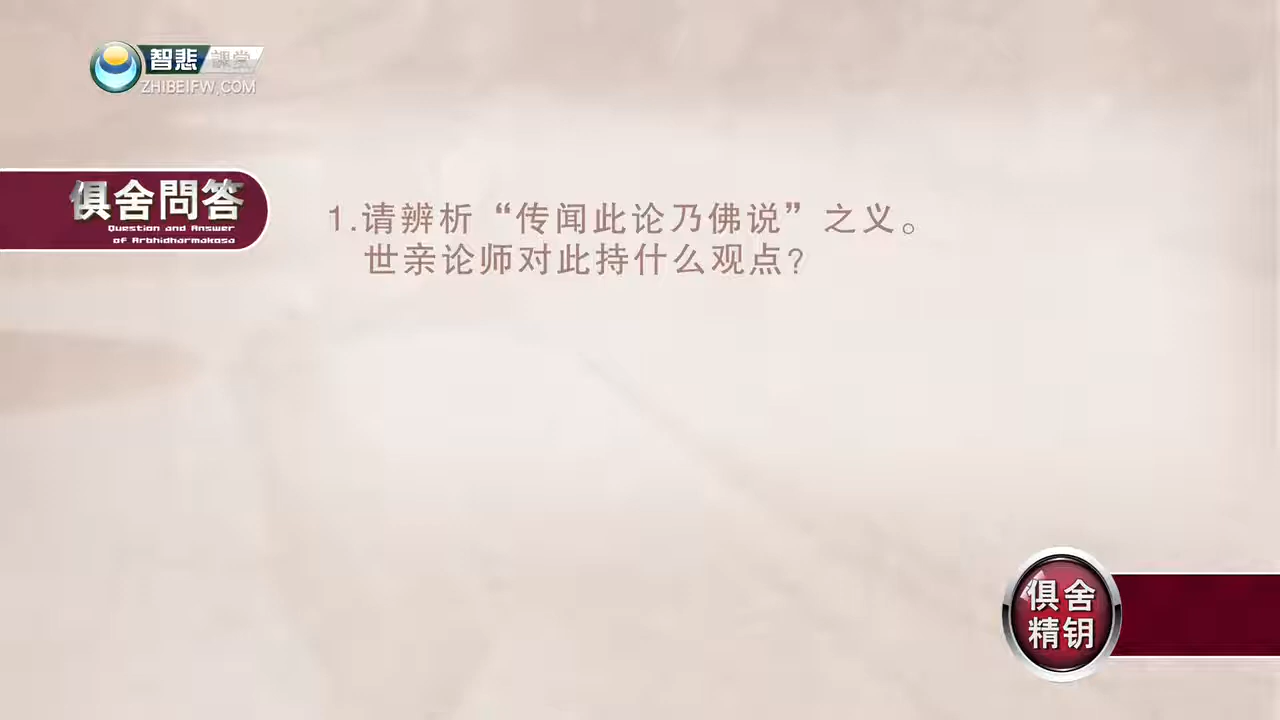 智悲課堂
ZHIBEIFW.COM
俱舍問答
Question and Answer
of Arbhidharmakosa
1.请辨析“传闻此论乃佛说”之义。
世亲论师对此持什么观点?
俱舍
精钥